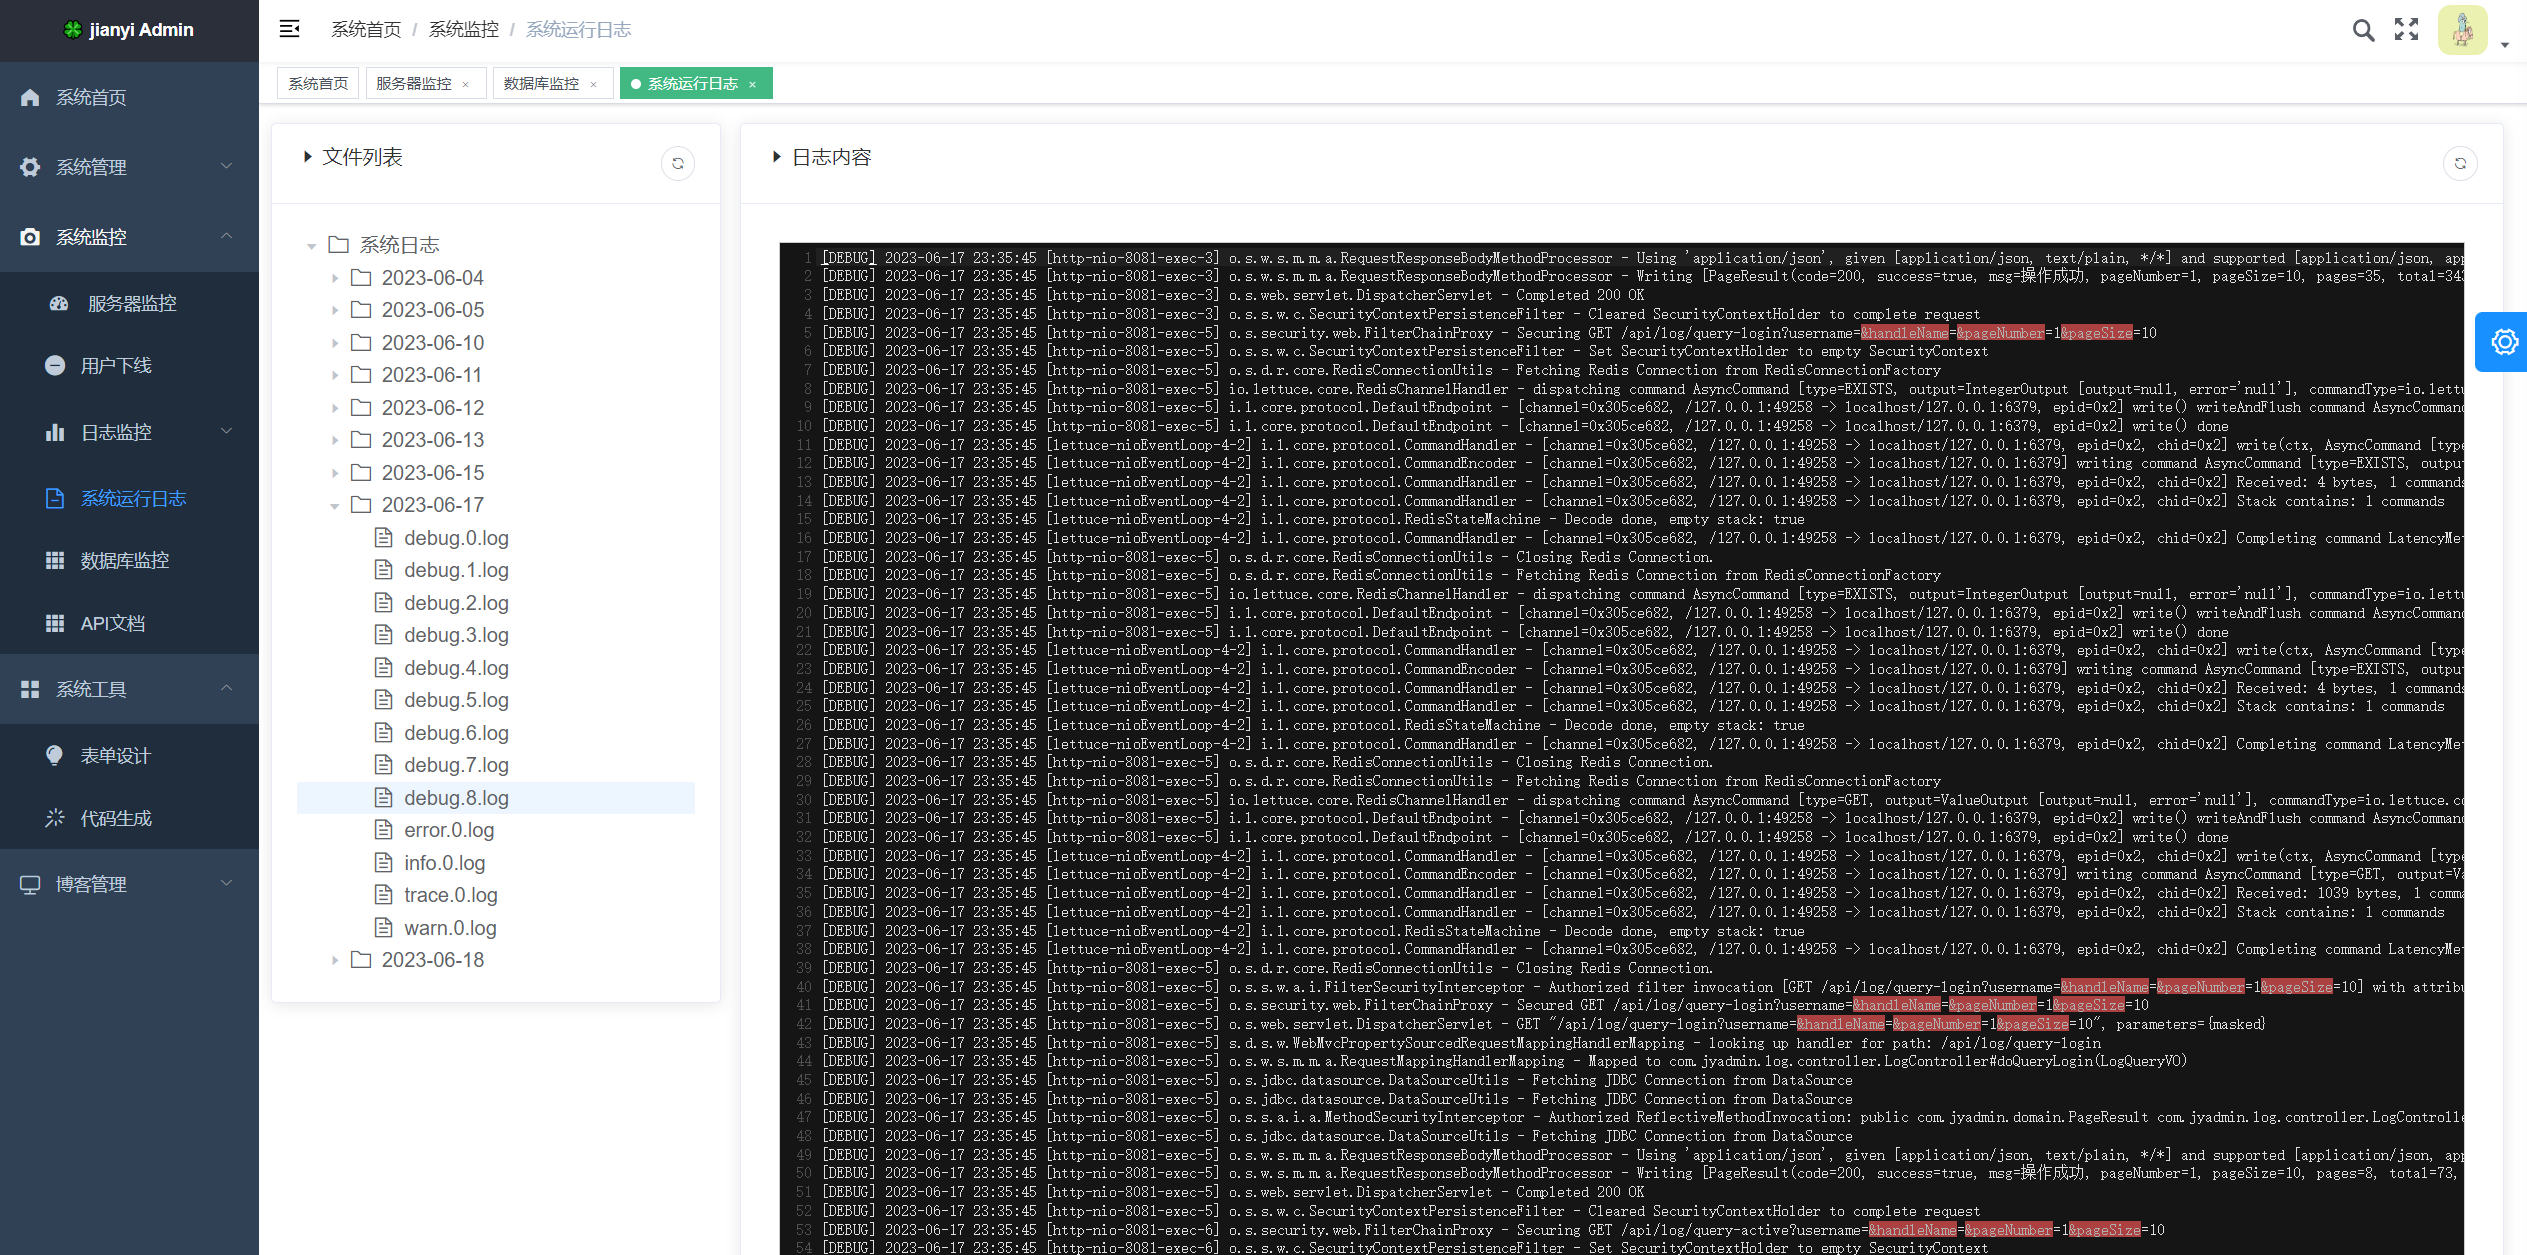 jianyi Admin
系统首页
系统管理
系统监控
服务器监控
用户下线
日志监控
系统运行日志
数据库监控
API文档
系统工具
表单设计
代码生成
博客管理
系统首页 / 系统监控 / 系统运行日志
系统首页 服务器监控 × 数据库监控 × 系统运行日志 ×
文件列表
系统日志
2023-06-04
2023-06-05
2023-06-10
2023-06-11
2023-06-12
2023-06-13
2023-06-15
2023-06-17
debug.0.log
debug.1.log
debug.2.log
debug.3.log
debug.4.log
debug.5.log
debug.6.log
debug.7.log
debug.8.log
error.0.log
info.0.log
trace.0.log
warn.0.log
2023-06-18
日志内容
1 [DEBUG] 2023-06-17 23:35:45 [http-nio-8081-exec-3] o.s.w.s.m.m.a.RequestResponseBodyMethodProcessor - Using 'application/json', given [application/json, text/plain, */*] and supported [application/json, app
2 [DEBUG] 2023-06-17 23:35:45 [http-nio-8081-exec-3] o.s.w.s.m.m.a.RequestResponseBodyMethodProcessor - Writing [PageResult(code=200, success=true, msg=操作成功, pageNumber=1, pageSize=10, pages=35, total=343
3 [DEBUG] 2023-06-17 23:35:45 [http-nio-8081-exec-3] o.s.web.servlet.DispatcherServlet - Completed 200 OK
4 [DEBUG] 2023-06-17 23:35:45 [http-nio-8081-exec-3] o.s.s.w.c.SecurityContextPersistenceFilter - Cleared SecurityContextHolder to complete request
5 [DEBUG] 2023-06-17 23:35:45 [http-nio-8081-exec-5] o.s.security.web.FilterChainProxy - Securing GET /api/log/query-login?username=&handleName=&pageNumber=1&pageSize=10
6 [DEBUG] 2023-06-17 23:35:45 [http-nio-8081-exec-5] o.s.s.w.c.SecurityContextPersistenceFilter - Set SecurityContextHolder to empty SecurityContext
7 [DEBUG] 2023-06-17 23:35:45 [http-nio-8081-exec-5] o.s.d.r.core.RedisConnectionUtils - Fetching Redis Connection from RedisConnectionFactory
8 [DEBUG] 2023-06-17 23:35:45 [http-nio-8081-exec-5] io.lettuce.core.RedisChannelHandler - dispatching command AsyncCommand [type=EXISTS, output=IntegerOutput [output=null, error='null'], commandType=io.lettu
9 [DEBUG] 2023-06-17 23:35:45 [http-nio-8081-exec-5] i.l.core.protocol.DefaultEndpoint - [channel=0x305ce682, /127.0.0.1:49258 -> localhost/127.0.0.1:6379, epid=0x2] write() writeAndFlush command AsyncComman
10 [DEBUG] 2023-06-17 23:35:45 [http-nio-8081-exec-5] i.l.core.protocol.DefaultEndpoint - [channel=0x305ce682, /127.0.0.1:49258 -> localhost/127.0.0.1:6379, epid=0x2] write() done
11 [DEBUG] 2023-06-17 23:35:45 [lettuce-nioEventLoop-4-2] i.l.core.protocol.CommandHandler - [channel=0x305ce682, /127.0.0.1:49258 -> localhost/127.0.0.1:6379, epid=0x2, chid=0x2] write(ctx, AsyncCommand [type
12 [DEBUG] 2023-06-17 23:35:45 [lettuce-nioEventLoop-4-2] i.l.core.protocol.CommandEncoder - [channel=0x305ce682, /127.0.0.1:49258 -> localhost/127.0.0.1:6379] writing command AsyncCommand [type=EXISTS, outpu
13 [DEBUG] 2023-06-17 23:35:45 [lettuce-nioEventLoop-4-2] i.l.core.protocol.CommandHandler - [channel=0x305ce682, /127.0.0.1:49258 -> localhost/127.0.0.1:6379, epid=0x2, chid=0x2] Received: 4 bytes, 1 commands
14 [DEBUG] 2023-06-17 23:35:45 [lettuce-nioEventLoop-4-2] i.l.core.protocol.CommandHandler - [channel=0x305ce682, /127.0.0.1:49258 -> localhost/127.0.0.1:6379, epid=0x2, chid=0x2] Stack contains: 1 commands
15 [DEBUG] 2023-06-17 23:35:45 [lettuce-nioEventLoop-4-2] i.l.core.protocol.RedisStateMachine - Decode done, empty stack: true
16 [DEBUG] 2023-06-17 23:35:45 [lettuce-nioEventLoop-4-2] i.l.core.protocol.CommandHandler - [channel=0x305ce682, /127.0.0.1:49258 -> localhost/127.0.0.1:6379, epid=0x2, chid=0x2] Completing command LatencyMe
17 [DEBUG] 2023-06-17 23:35:45 [http-nio-8081-exec-5] o.s.d.r.core.RedisConnectionUtils - Closing Redis Connection.
18 [DEBUG] 2023-06-17 23:35:45 [http-nio-8081-exec-5] o.s.d.r.core.RedisConnectionUtils - Fetching Redis Connection from RedisConnectionFactory
19 [DEBUG] 2023-06-17 23:35:45 [http-nio-8081-exec-5] io.lettuce.core.RedisChannelHandler - dispatching command AsyncCommand [type=EXISTS, output=IntegerOutput [output=null, error='null'], commandType=io.lettu
20 [DEBUG] 2023-06-17 23:35:45 [http-nio-8081-exec-5] i.l.core.protocol.DefaultEndpoint - [channel=0x305ce682, /127.0.0.1:49258 -> localhost/127.0.0.1:6379, epid=0x2] write() writeAndFlush command AsyncComman
21 [DEBUG] 2023-06-17 23:35:45 [http-nio-8081-exec-5] i.l.core.protocol.DefaultEndpoint - [channel=0x305ce682, /127.0.0.1:49258 -> localhost/127.0.0.1:6379, epid=0x2] write() done
22 [DEBUG] 2023-06-17 23:35:45 [lettuce-nioEventLoop-4-2] i.l.core.protocol.CommandHandler - [channel=0x305ce682, /127.0.0.1:49258 -> localhost/127.0.0.1:6379, epid=0x2, chid=0x2] write(ctx, AsyncCommand [type
23 [DEBUG] 2023-06-17 23:35:45 [lettuce-nioEventLoop-4-2] i.l.core.protocol.CommandEncoder - [channel=0x305ce682, /127.0.0.1:49258 -> localhost/127.0.0.1:6379] writing command AsyncCommand [type=EXISTS, outpu
24 [DEBUG] 2023-06-17 23:35:45 [lettuce-nioEventLoop-4-2] i.l.core.protocol.CommandHandler - [channel=0x305ce682, /127.0.0.1:49258 -> localhost/127.0.0.1:6379, epid=0x2, chid=0x2] Received: 4 bytes, 1 commands
25 [DEBUG] 2023-06-17 23:35:45 [lettuce-nioEventLoop-4-2] i.l.core.protocol.CommandHandler - [channel=0x305ce682, /127.0.0.1:49258 -> localhost/127.0.0.1:6379, epid=0x2, chid=0x2] Stack contains: 1 commands
26 [DEBUG] 2023-06-17 23:35:45 [lettuce-nioEventLoop-4-2] i.l.core.protocol.RedisStateMachine - Decode done, empty stack: true
27 [DEBUG] 2023-06-17 23:35:45 [lettuce-nioEventLoop-4-2] i.l.core.protocol.CommandHandler - [channel=0x305ce682, /127.0.0.1:49258 -> localhost/127.0.0.1:6379, epid=0x2, chid=0x2] Completing command LatencyMe
28 [DEBUG] 2023-06-17 23:35:45 [http-nio-8081-exec-5] o.s.d.r.core.RedisConnectionUtils - Closing Redis Connection.
29 [DEBUG] 2023-06-17 23:35:45 [http-nio-8081-exec-5] o.s.d.r.core.RedisConnectionUtils - Fetching Redis Connection from RedisConnectionFactory
30 [DEBUG] 2023-06-17 23:35:45 [http-nio-8081-exec-5] io.lettuce.core.RedisChannelHandler - dispatching command AsyncCommand [type=GET, output=ValueOutput [output=null, error='null'], commandType=io.lettuce.co
31 [DEBUG] 2023-06-17 23:35:45 [http-nio-8081-exec-5] i.l.core.protocol.DefaultEndpoint - [channel=0x305ce682, /127.0.0.1:49258 -> localhost/127.0.0.1:6379, epid=0x2] write() writeAndFlush command AsyncComman
32 [DEBUG] 2023-06-17 23:35:45 [http-nio-8081-exec-5] i.l.core.protocol.DefaultEndpoint - [channel=0x305ce682, /127.0.0.1:49258 -> localhost/127.0.0.1:6379, epid=0x2] write() done
33 [DEBUG] 2023-06-17 23:35:45 [lettuce-nioEventLoop-4-2] i.l.core.protocol.CommandHandler - [channel=0x305ce682, /127.0.0.1:49258 -> localhost/127.0.0.1:6379, epid=0x2, chid=0x2] write(ctx, AsyncCommand [type
34 [DEBUG] 2023-06-17 23:35:45 [lettuce-nioEventLoop-4-2] i.l.core.protocol.CommandEncoder - [channel=0x305ce682, /127.0.0.1:49258 -> localhost/127.0.0.1:6379] writing command AsyncCommand [type=GET, output=Va
35 [DEBUG] 2023-06-17 23:35:45 [lettuce-nioEventLoop-4-2] i.l.core.protocol.CommandHandler - [channel=0x305ce682, /127.0.0.1:49258 -> localhost/127.0.0.1:6379, epid=0x2, chid=0x2] Received: 1039 bytes, 1 comma
36 [DEBUG] 2023-06-17 23:35:45 [lettuce-nioEventLoop-4-2] i.l.core.protocol.CommandHandler - [channel=0x305ce682, /127.0.0.1:49258 -> localhost/127.0.0.1:6379, epid=0x2, chid=0x2] Stack contains: 1 commands
37 [DEBUG] 2023-06-17 23:35:45 [lettuce-nioEventLoop-4-2] i.l.core.protocol.RedisStateMachine - Decode done, empty stack: true
38 [DEBUG] 2023-06-17 23:35:45 [lettuce-nioEventLoop-4-2] i.l.core.protocol.CommandHandler - [channel=0x305ce682, /127.0.0.1:49258 -> localhost/127.0.0.1:6379, epid=0x2, chid=0x2] Completing command LatencyMe
39 [DEBUG] 2023-06-17 23:35:45 [http-nio-8081-exec-5] o.s.d.r.core.RedisConnectionUtils - Closing Redis Connection.
40 [DEBUG] 2023-06-17 23:35:45 [http-nio-8081-exec-5] o.s.s.w.a.i.FilterSecurityInterceptor - Authorized filter invocation [GET /api/log/query-login?username=&handleName=&pageNumber=1&pageSize=10] with attribu
41 [DEBUG] 2023-06-17 23:35:45 [http-nio-8081-exec-5] o.s.security.web.FilterChainProxy - Secured GET /api/log/query-login?username=&handleName=&pageNumber=1&pageSize=10
42 [DEBUG] 2023-06-17 23:35:45 [http-nio-8081-exec-5] o.s.web.servlet.DispatcherServlet - GET "/api/log/query-login?username=&handleName=&pageNumber=1&pageSize=10", parameters={masked}
43 [DEBUG] 2023-06-17 23:35:45 [http-nio-8081-exec-5] s.d.s.w.WebMvcPropertySourcedRequestMappingHandlerMapping - looking up handler for path: /api/log/query-login
44 [DEBUG] 2023-06-17 23:35:45 [http-nio-8081-exec-5] o.s.w.s.m.m.a.RequestMappingHandlerMapping - Mapped to com.jyadmin.log.controller.LogController#doQueryLogin(LogQueryVO)
45 [DEBUG] 2023-06-17 23:35:45 [http-nio-8081-exec-5] o.s.jdbc.datasource.DataSourceUtils - Fetching JDBC Connection from DataSource
46 [DEBUG] 2023-06-17 23:35:45 [http-nio-8081-exec-5] o.s.jdbc.datasource.DataSourceUtils - Fetching JDBC Connection from DataSource
47 [DEBUG] 2023-06-17 23:35:45 [http-nio-8081-exec-5] o.s.s.a.i.a.MethodSecurityInterceptor - Authorized ReflectiveMethodInvocation: public com.jyadmin.domain.PageResult com.jyadmin.log.controller.LogControlle
48 [DEBUG] 2023-06-17 23:35:45 [http-nio-8081-exec-5] o.s.jdbc.datasource.DataSourceUtils - Fetching JDBC Connection from DataSource
49 [DEBUG] 2023-06-17 23:35:45 [http-nio-8081-exec-5] o.s.w.s.m.m.a.RequestResponseBodyMethodProcessor - Using 'application/json', given [application/json, text/plain, */*] and supported [application/json, app
50 [DEBUG] 2023-06-17 23:35:45 [http-nio-8081-exec-5] o.s.w.s.m.m.a.RequestResponseBodyMethodProcessor - Writing [PageResult(code=200, success=true, msg=操作成功, pageNumber=1, pageSize=10, pages=8, total=73,
51 [DEBUG] 2023-06-17 23:35:45 [http-nio-8081-exec-5] o.s.web.servlet.DispatcherServlet - Completed 200 OK
52 [DEBUG] 2023-06-17 23:35:45 [http-nio-8081-exec-5] o.s.s.w.c.SecurityContextPersistenceFilter - Cleared SecurityContextHolder to complete request
53 [DEBUG] 2023-06-17 23:35:45 [http-nio-8081-exec-6] o.s.security.web.FilterChainProxy - Securing GET /api/log/query-active?username=&handleName=&pageNumber=1&pageSize=10
54 [DEBUG] 2023-06-17 23:35:45 [http-nio-8081-exec-6] o.s.s.w.c.SecurityContextPersistenceFilter - Set SecurityContextHolder to empty SecurityContext